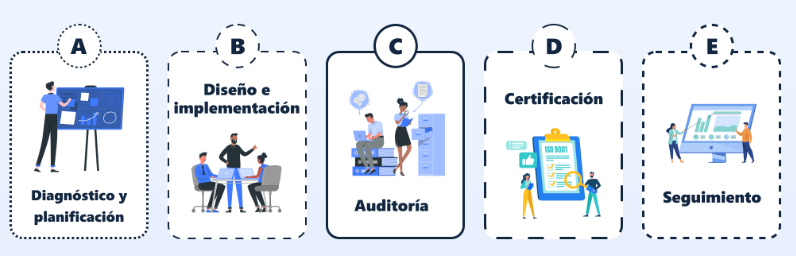 A
Diagnóstico y
planificación
B
Diseño e
implementación
C
Auditoría
D
Certificación
ISO 9001
E
Seguimiento